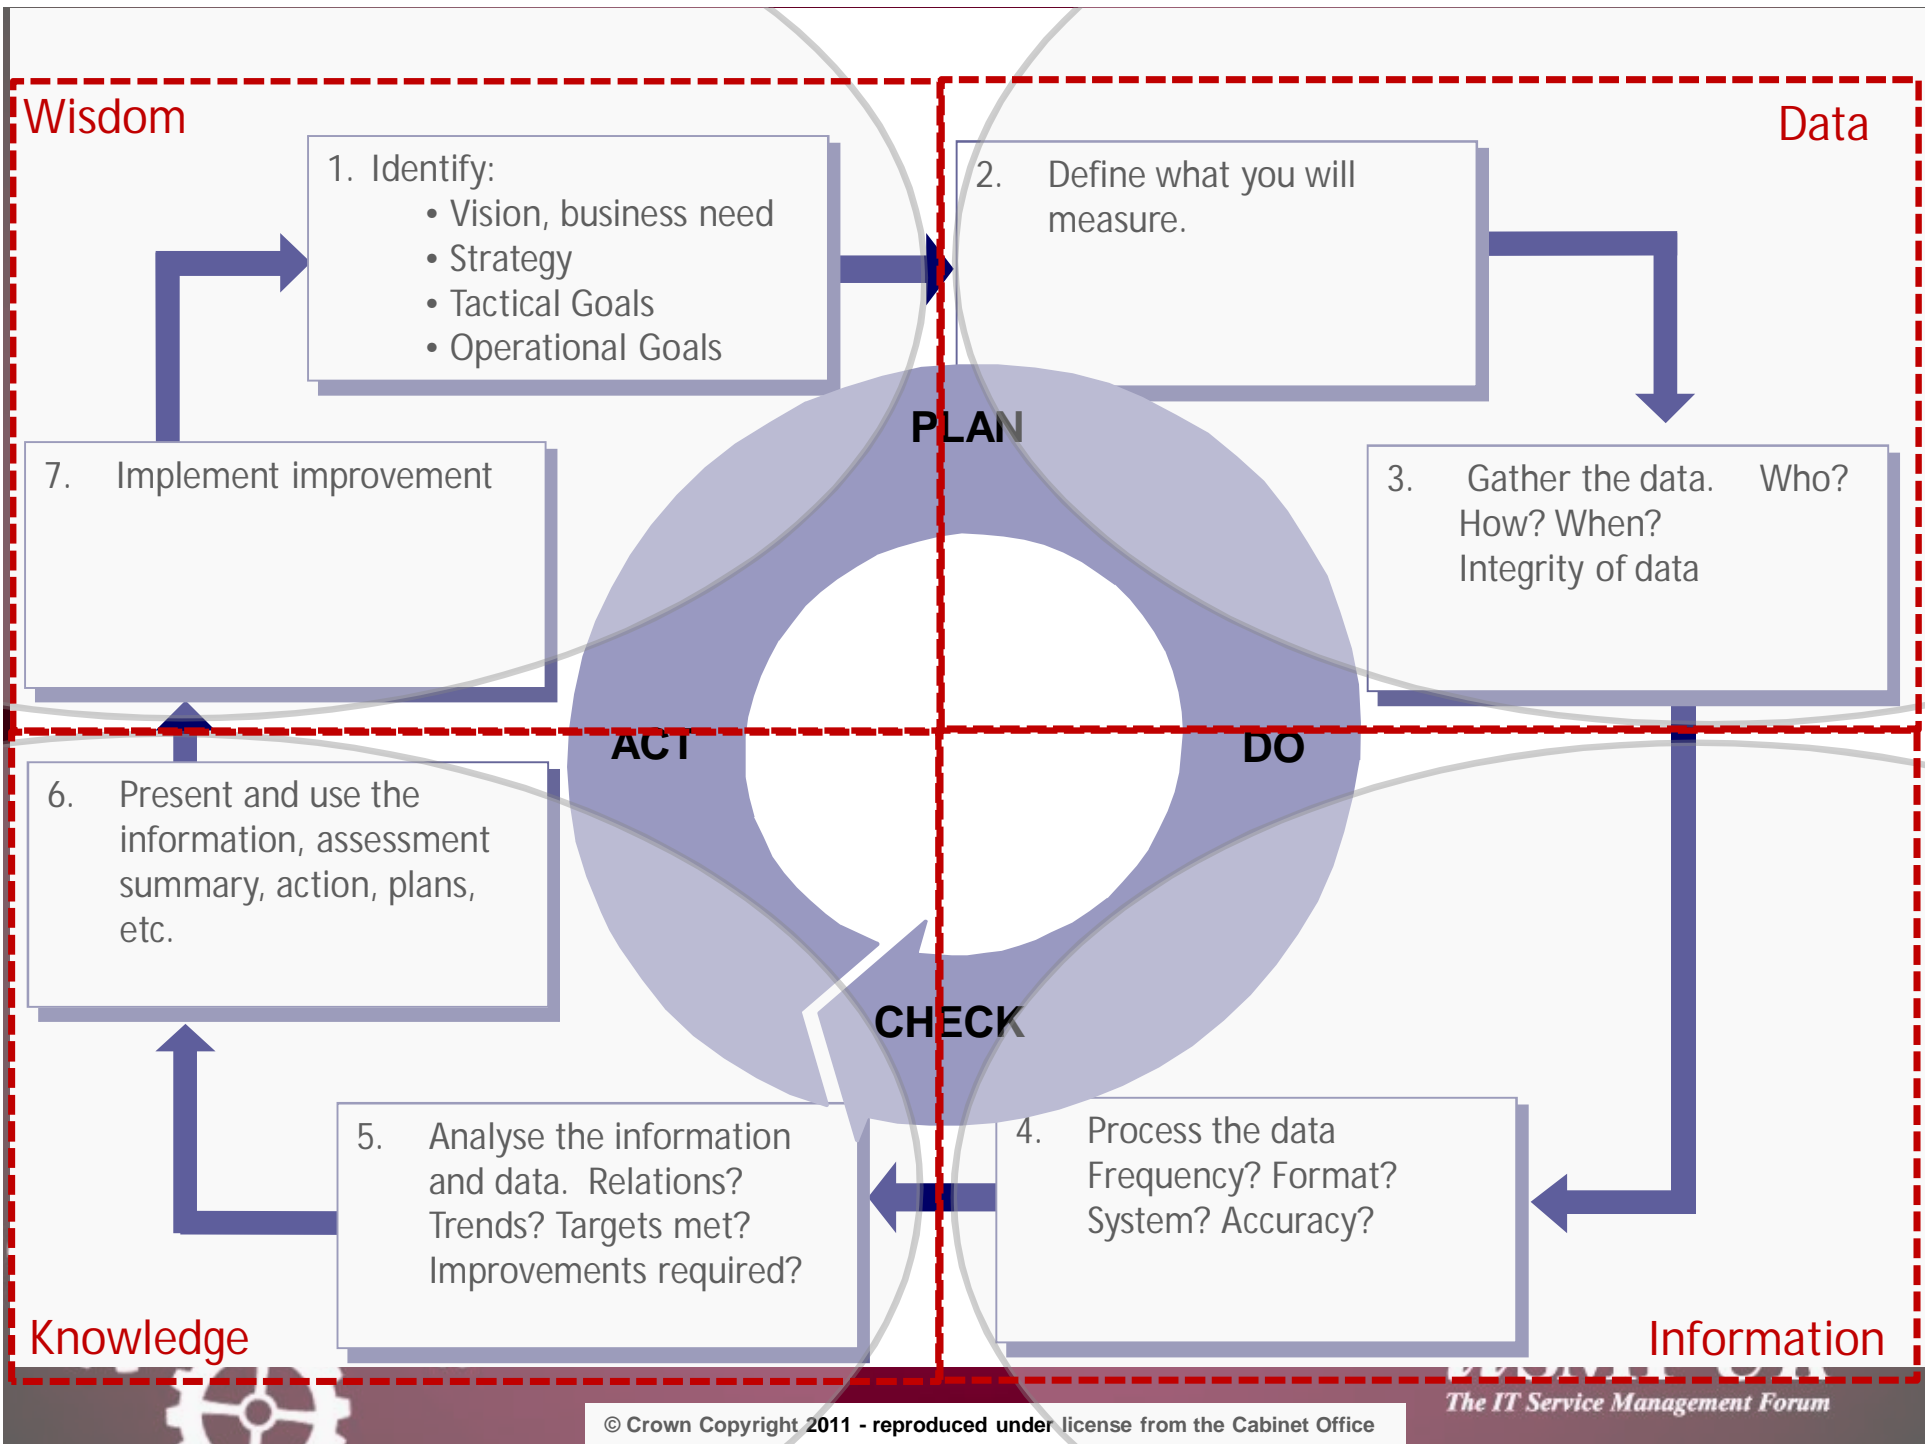 Wisdom
Data
1. Identify:
• Vision, business need
• Strategy
• Tactical Goals
• Operational Goals
2. Define what you will
measure.
PLAN
7. Implement improvement
3. Gather the data. Who?
How? When?
Integrity of data
ACT
DO
6. Present and use the
information, assessment
summary, action, plans,
etc.
CHECK
5. Analyse the information
and data. Relations?
Trends? Targets met?
Improvements required?
4. Process the data
Frequency? Format?
System? Accuracy?
Knowledge
Information
The IT Service Management Forum
© Crown Copyright 2011 - reproduced under license from the Cabinet Office